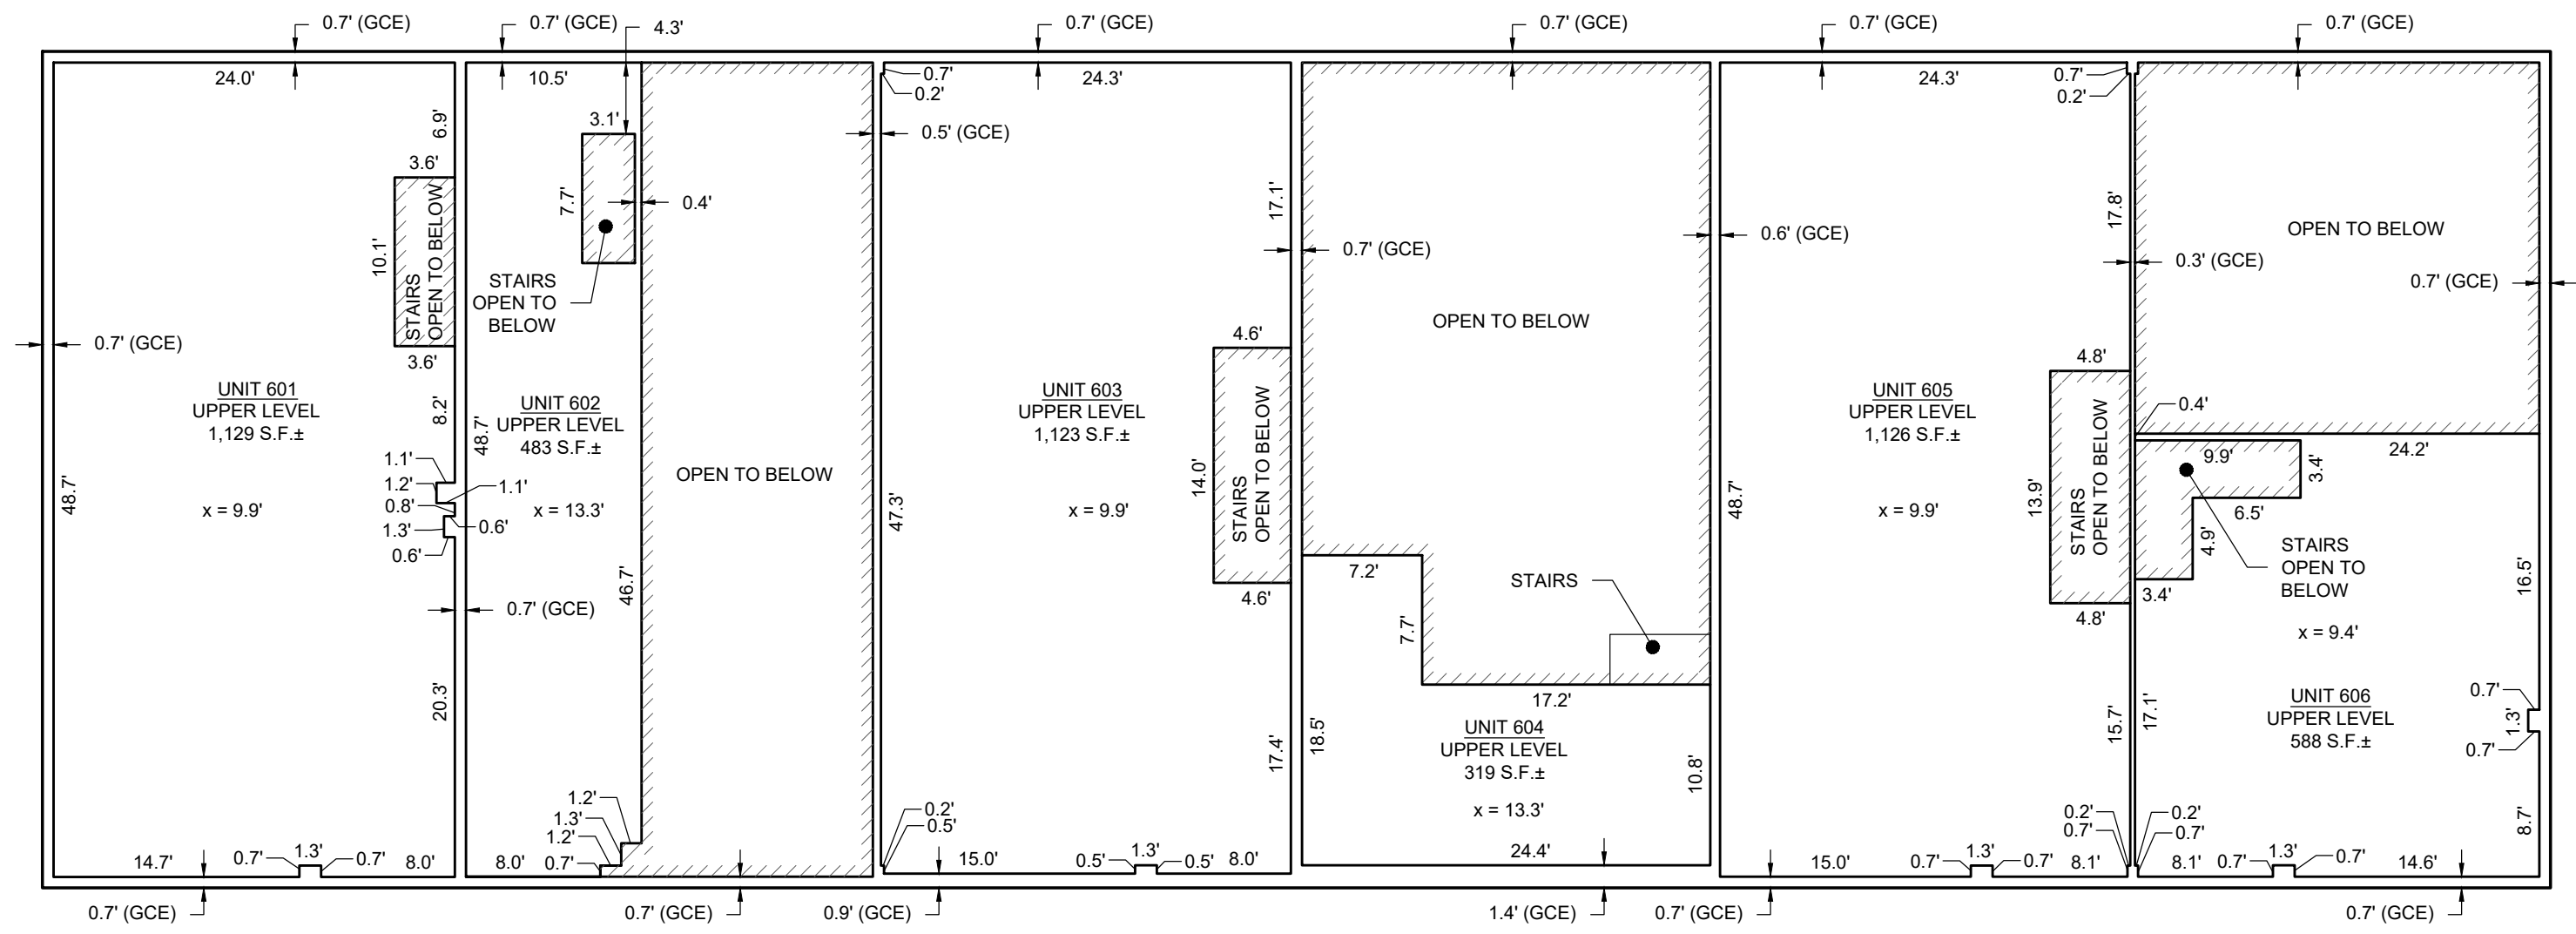 0.7' (GCE)
0.7' (GCE)
4.3'
0.7' (GCE)
0.7' (GCE)
0.7' (GCE)
0.7' (GCE)
24.0'
6.9'
3.6'
10.1'
STAIRS
OPEN TO BELOW
3.6'
0.7' (GCE)
UNIT 601
UPPER LEVEL
1,129 S.F.±
x = 9.9'
48.7'
8.2'
1.1'
1.2'
1.1'
0.8'
1.3'
0.6'
0.6'
20.3'
14.7'
0.7'
1.3'
0.7'
8.0'
0.7' (GCE)
10.5'
3.1'
7.7'
0.4'
STAIRS
OPEN TO
BELOW
48.7'
UNIT 602
UPPER LEVEL
483 S.F.±
x = 13.3'
OPEN TO BELOW
46.7'
0.7' (GCE)
1.2'
1.3'
1.2'
8.0'
0.7'
0.7' (GCE)
0.7'
0.2'
24.3'
0.5' (GCE)
17.1'
4.6'
UNIT 603
UPPER LEVEL
1,123 S.F.±
x = 9.9'
47.3'
14.0'
STAIRS
OPEN TO BELOW
4.6'
17.4'
0.2'
0.5'
15.0'
0.5'
1.3'
0.5'
8.0'
0.9' (GCE)
0.7' (GCE)
OPEN TO BELOW
7.2'
7.7'
STAIRS
17.2'
18.5'
UNIT 604
UPPER LEVEL
319 S.F.±
x = 13.3'
10.8'
24.4'
1.4' (GCE)
24.3'
0.7'
0.2'
0.6' (GCE)
17.8'
4.8'
UNIT 605
UPPER LEVEL
1,126 S.F.±
x = 9.9'
48.7'
13.9'
STAIRS
OPEN TO BELOW
4.8'
15.7'
0.2'
0.7'
15.0'
0.7'
1.3'
0.7'
8.1'
0.7' (GCE)
OPEN TO BELOW
0.3' (GCE)
0.7' (GCE)
0.4'
24.2'
9.9'
3.4'
6.5'
4.9'
3.4'
STAIRS
OPEN TO
BELOW
16.5'
x = 9.4'
17.1'
UNIT 606
UPPER LEVEL
588 S.F.±
0.7'
1.3'
0.7'
8.7'
0.2'
0.7'
8.1'
0.7'
1.3'
0.7'
14.6'
0.7' (GCE)